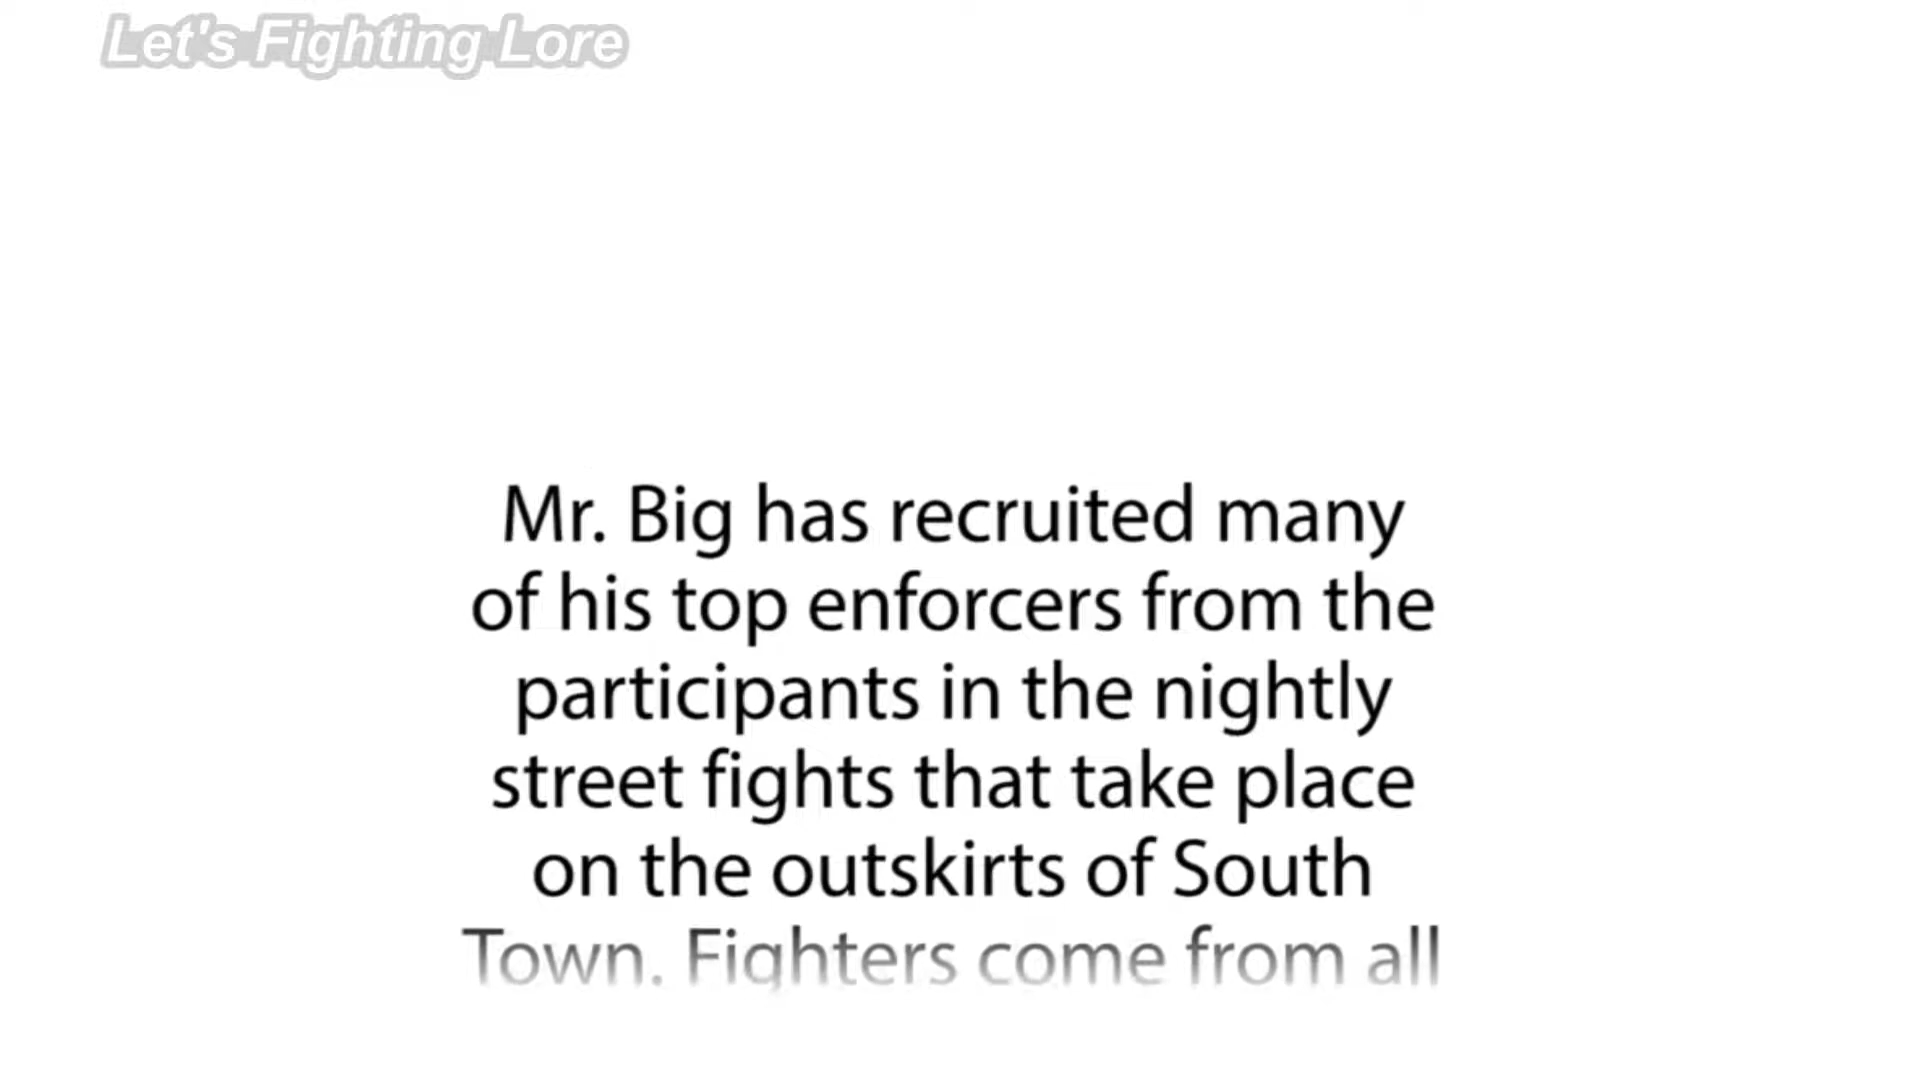 Let's Fighting Lore
Mr. Big has recruited many
of his top enforcers from the
participants in the nightly
street fights that take place
on the outskirts of South
Town. Fighters come from all